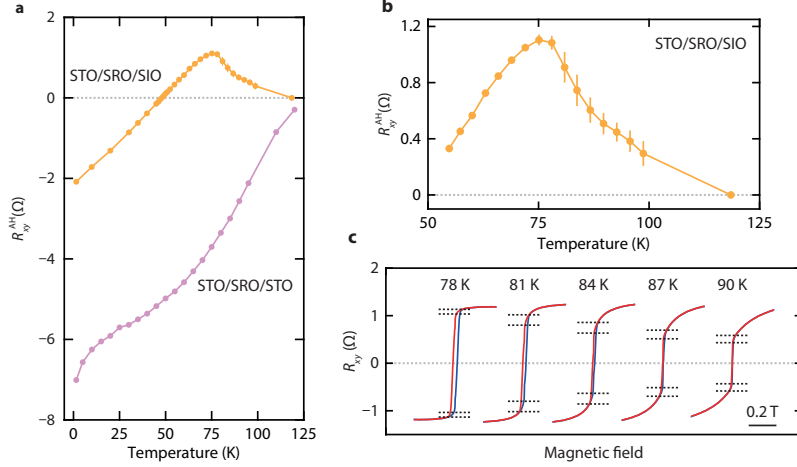 a
2
0
−2
−4
−6
−8
R_xy^AH(Ω)
STO/SRO/SIO
STO/SRO/STO
0 25 50 75 100 125
Temperature (K)
b
1.2
0.8
0.4
0
R_xy^AH(Ω)
STO/SRO/SIO
50 75 100 125
Temperature (K)
c
2
1
0
−1
R_xy (Ω)
78 K 81 K 84 K 87 K 90 K
0.2 T
Magnetic field